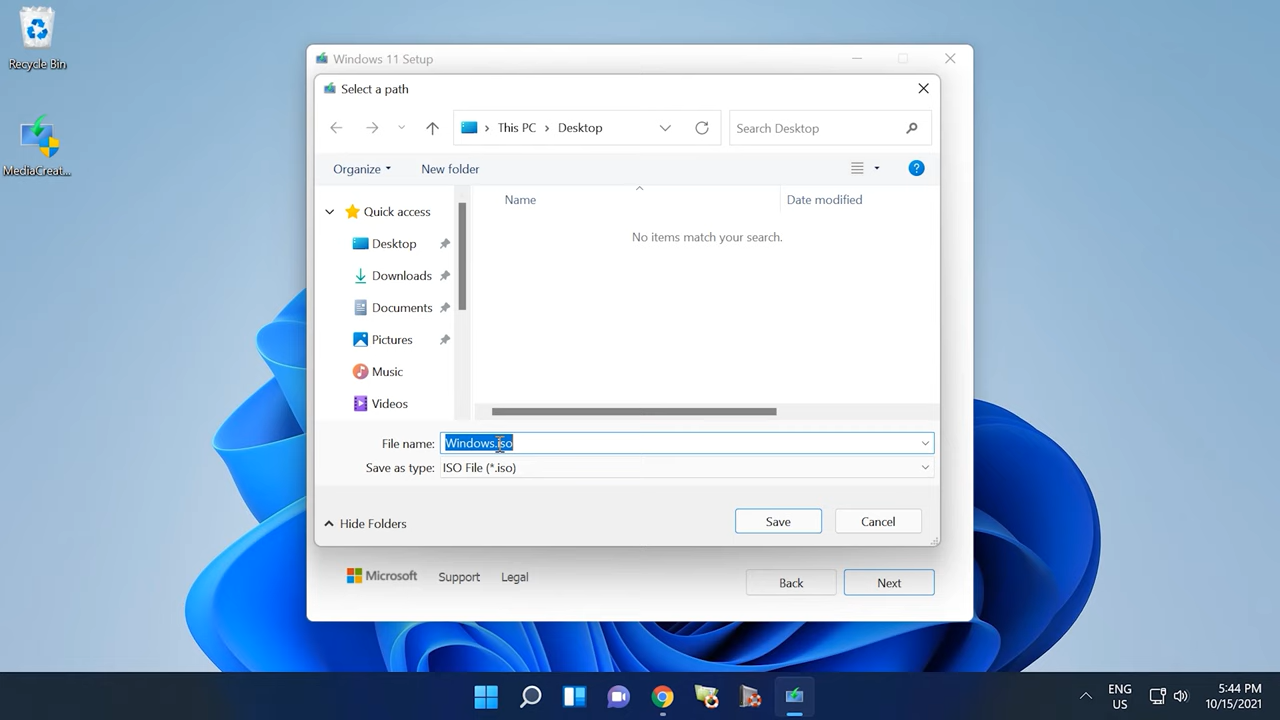 Recycle Bin
MediaCreat...
Windows 11 Setup
Select a path
This PC > Desktop
Search Desktop
Organize
New folder
Name
Date modified
Quick access
No items match your search.
Desktop
Downloads
Documents
Pictures
Music
Videos
File name: Windows.iso
Save as type: ISO File (*.iso)
Hide Folders
Save
Cancel
Microsoft
Support
Legal
Back
Next
ENG
US
5:44 PM
10/15/2021